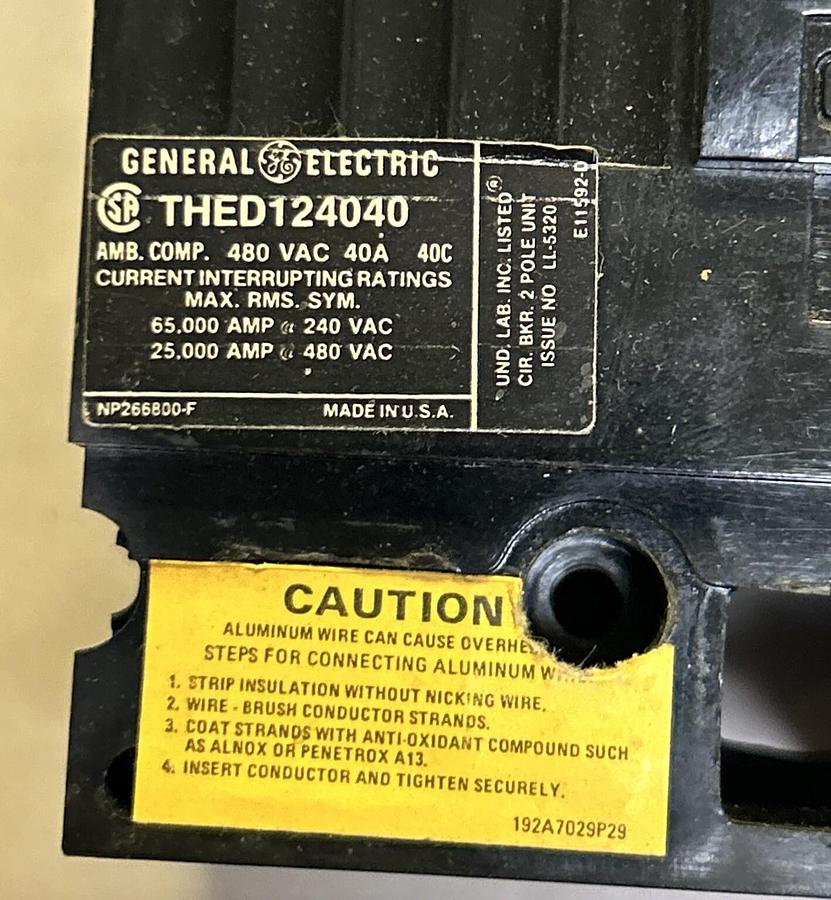 GENERAL GE ELECTRIC
SA THED124040
AMB. COMP. 480 VAC 40A 40C
CURRENT INTERRUPTING RATINGS
MAX. RMS. SYM.
65,000 AMP @ 240 VAC
25,000 AMP @ 480 VAC
NP266800-F MADE IN U.S.A.
UND. LAB. INC. LISTED ®
CIR. BKR. 2 POLE UNIT
ISSUE NO LL-5320
E11592-D
CAUTION
ALUMINUM WIRE CAN CAUSE
STEPS FOR CONNECTING ALUMINUM
1. STRIP INSULATION WITHOUT NICKING WIRE.
2. WIRE - BRUSH CONDUCTOR STRANDS.
3. COAT STRANDS WITH ANTI-OXIDANT COMPOUND SUCH
AS ALNOX OR PENETROX A13.
4. INSERT CONDUCTOR AND TIGHTEN SECURELY.
192A7029P29